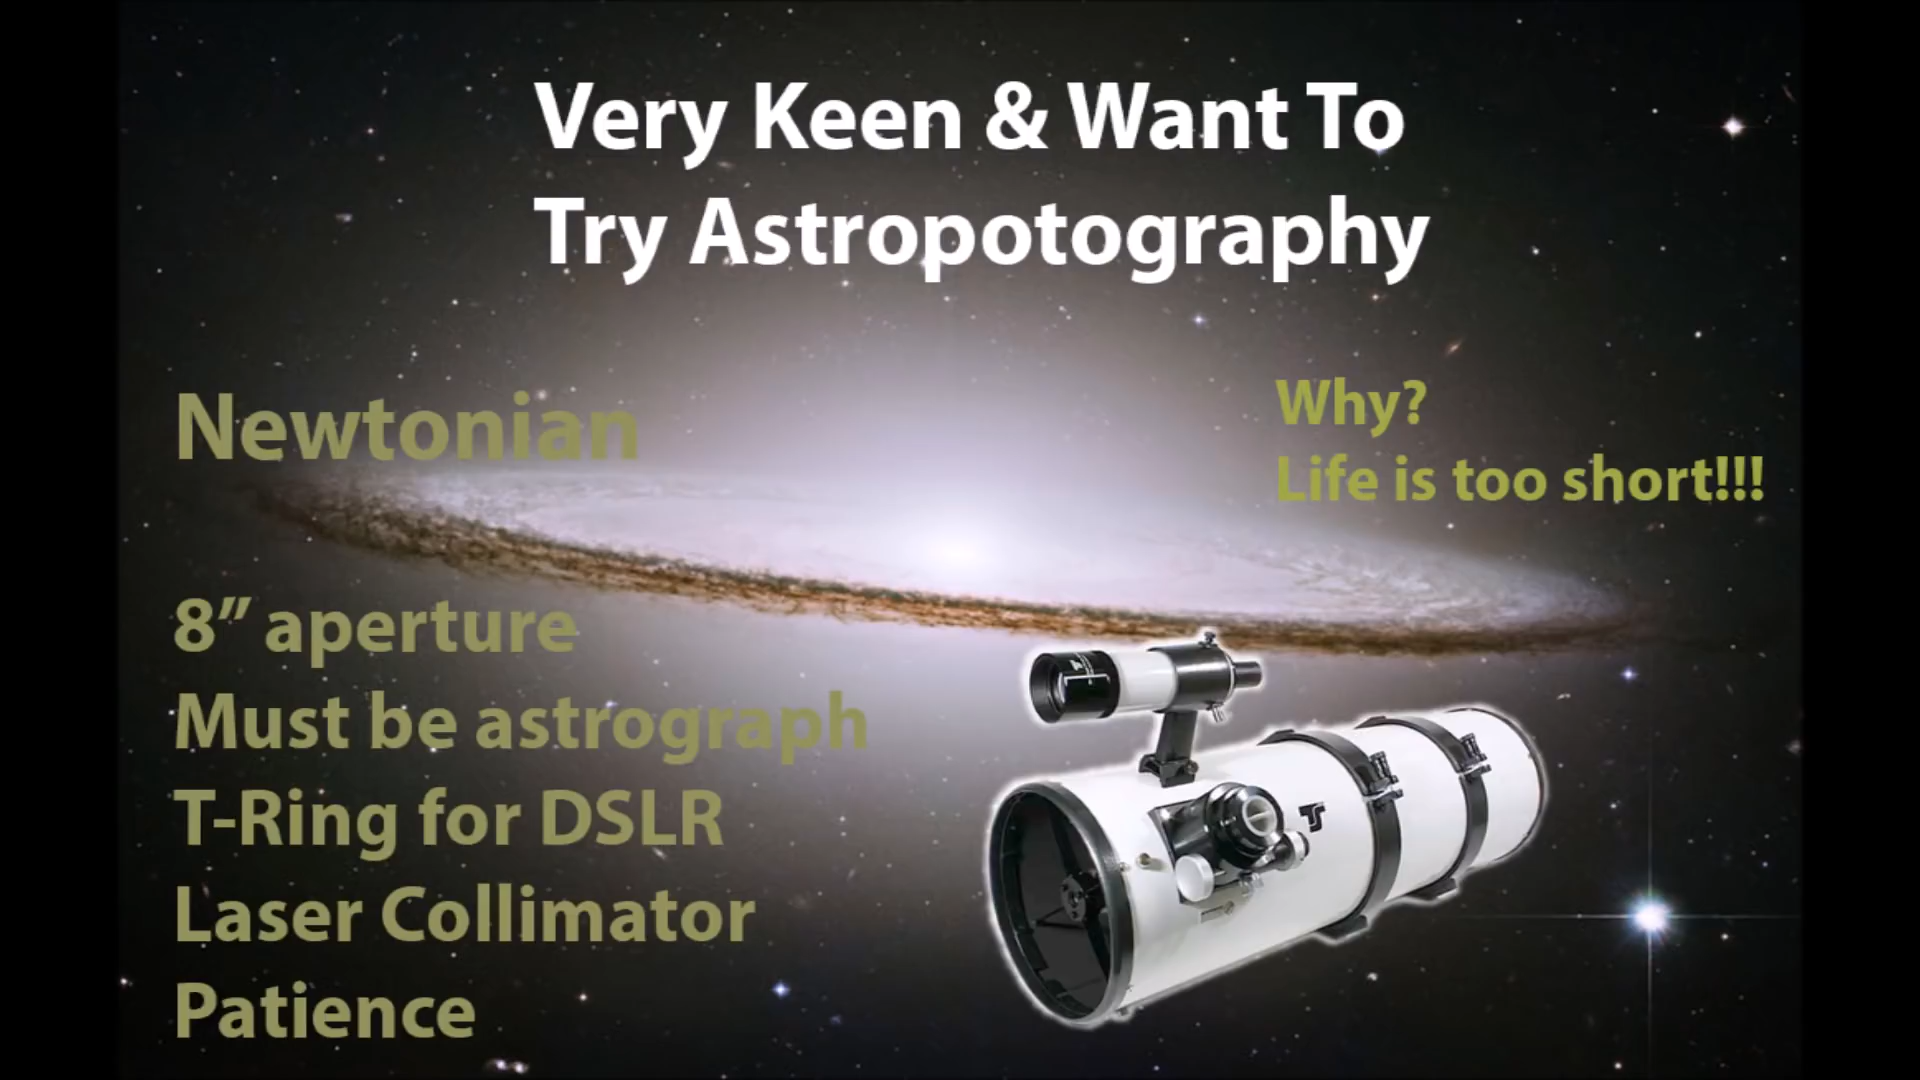 Very Keen & Want To
Try Astropotography
Newtonian
Why?
Life is too short!!!
8” aperture
Must be astrograph
T-Ring for DSLR
Laser Collimator
Patience
TS